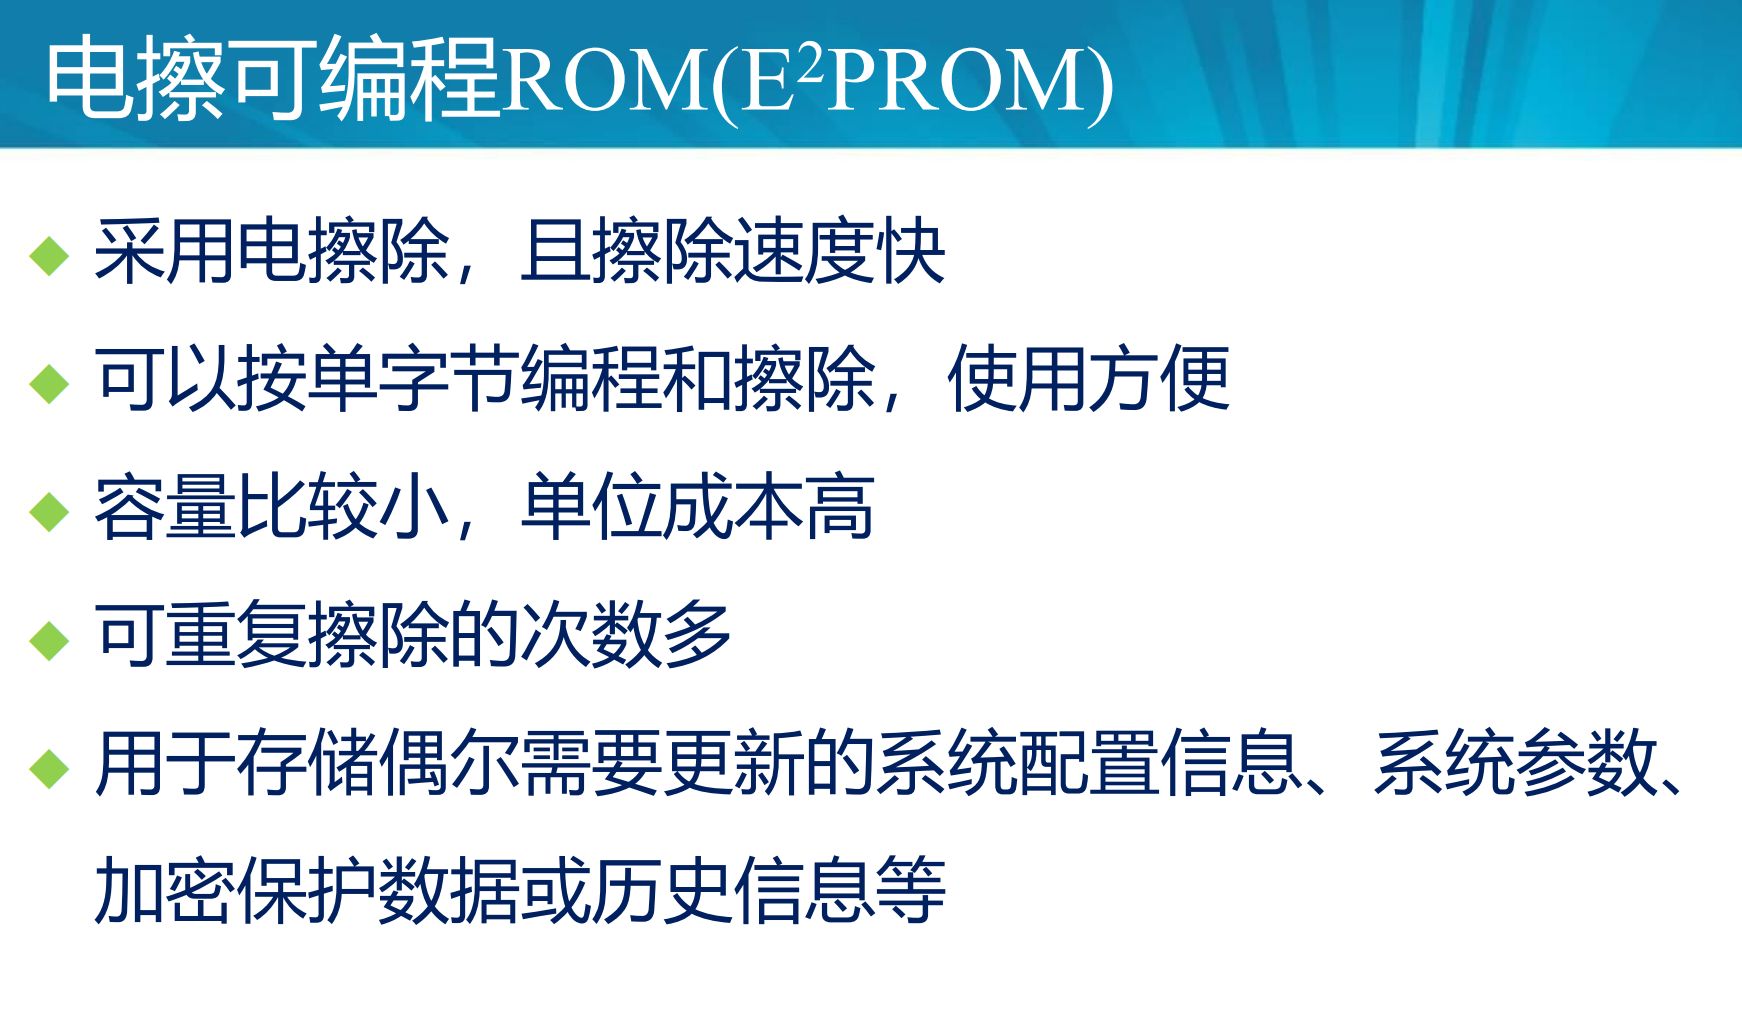 电擦可编程ROM(E²PROM)
采用电擦除，且擦除速度快
可以按单字节编程和擦除，使用方便
容量比较小，单位成本高
可重复擦除的次数多
用于存储偶尔需要更新的系统配置信息、系统参数、
加密保护数据或历史信息等